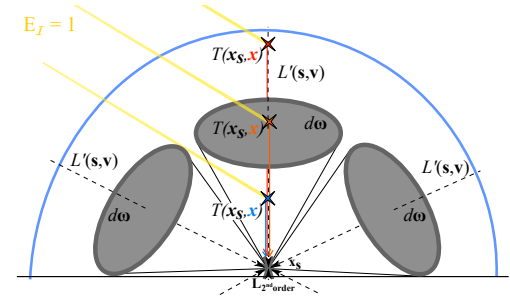 E_I = 1
T(x_s,x)
L'(s,v)
T(x_s,x)
dω
L'(s,v)
L'(s,v)
dω
T(x_s,x)
dω
x_s
L_2nd order